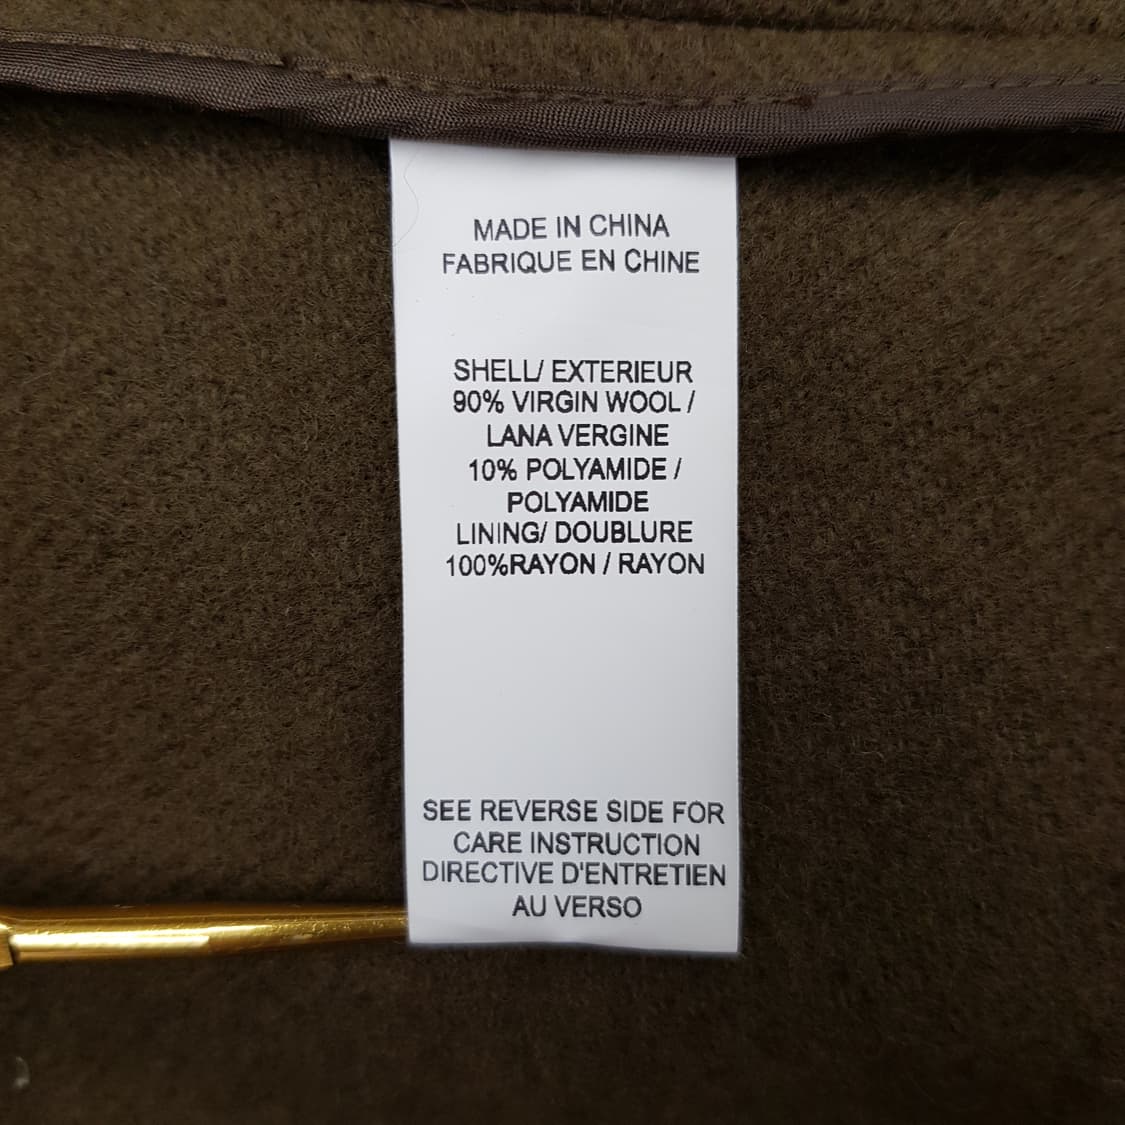 MADE IN CHINA
FABRIQUE EN CHINE
SHELL/ EXTERIEUR
90% VIRGIN WOOL /
LANA VERGINE
10% POLYAMIDE /
POLYAMIDE
LINING/ DOUBLURE
100%RAYON / RAYON
SEE REVERSE SIDE FOR
CARE INSTRUCTION
DIRECTIVE D'ENTRETIEN
AU VERSO